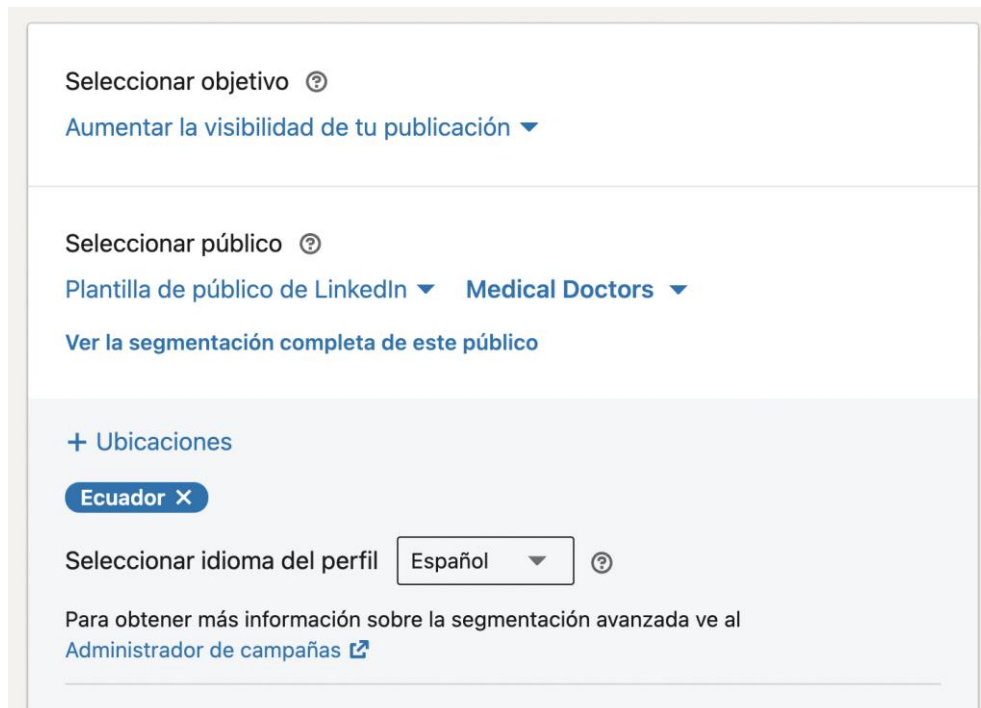 Seleccionar objetivo
Aumentar la visibilidad de tu publicación
Seleccionar público
Plantilla de público de LinkedIn Medical Doctors
Ver la segmentación completa de este público
+ Ubicaciones
Ecuador ×
Seleccionar idioma del perfil Español
Para obtener más información sobre la segmentación avanzada ve al
Administrador de campañas